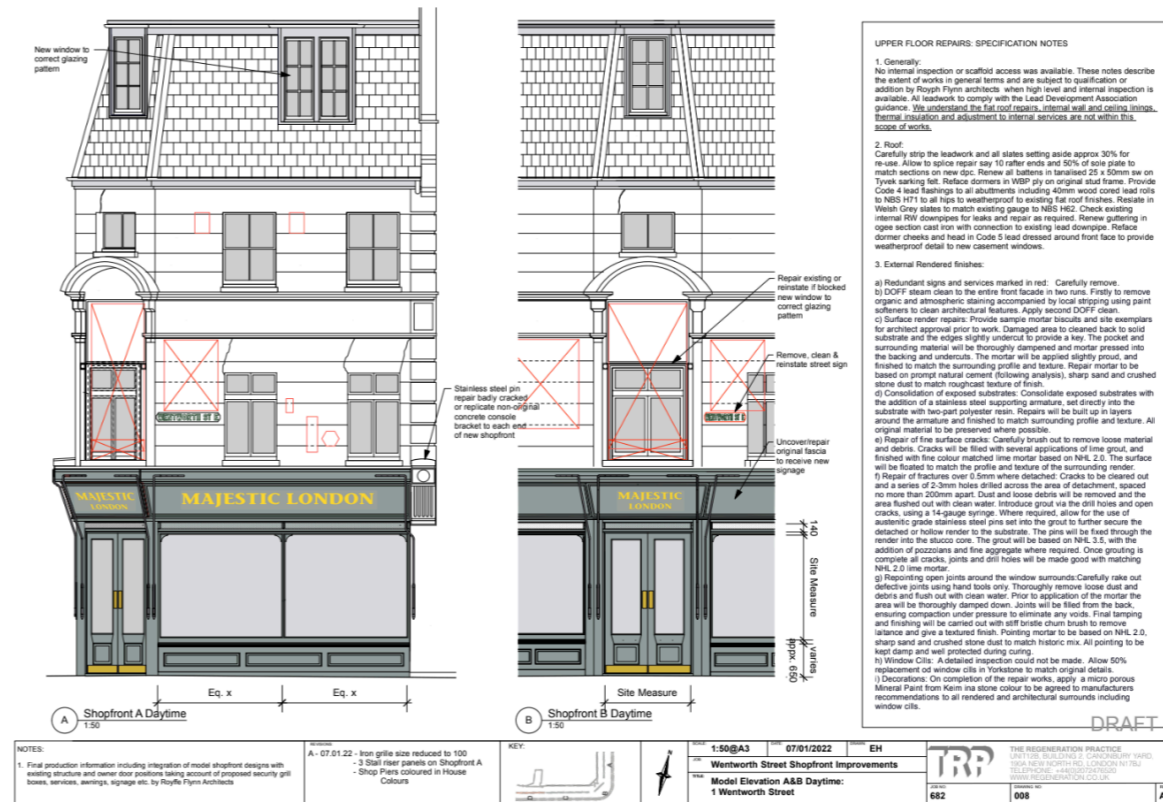 New window to
correct glazing
pattern
Stainless steel pin
repair badly cracked
or replicate non-original
concrete console
bracket to each end
of new shopfront
MAJESTIC
LONDON
MAJESTIC LONDON
Eq. x
Eq. x
A
Shopfront A Daytime
1:50
Repair existing or
reinstate if blocked
new window to
correct glazing
pattern
Remove, clean &
reinstate street sign
Uncover/repair
original fascia
to receive new
signage
MAJESTIC
LONDON
140
Site Measure
varies
appx. 650
Site Measure
B
Shopfront B Daytime
1:50
UPPER FLOOR REPAIRS: SPECIFICATION NOTES
1. Generally:
No internal inspection or scaffold access was available. These notes describe
the extent of works in general terms and are subject to qualification or
addition by Royph Flynn architects when high level and internal inspection is
available. All leadwork to comply with the Lead Development Association
guidance. We understand the flat roof repairs, internal wall and ceiling linings,
thermal insulation and adjustment to internal services are not within this
scope of works.
2. Roof:
Carefully strip the leadwork and all slates setting aside approx 30% for
re-use. Allow to splice repair say 10 rafter ends and 50% of sole plate to
match sections on new dpc. Renew all battens in tanalised 25 x 50mm sw on
Tyvek sarking felt. Reface dormers in WBP ply on original stud frame. Provide
Code 4 lead flashings to all abuttments including 40mm wood cored lead rolls
to NBS H71 to all hips to weatherproof to existing flat roof finishes. Reslate in
Welsh Grey slates to match existing gauge to NBS H62. Check existing
internal RW downpipes for leaks and repair as required. Renew guttering in
ogee section cast iron with connection to existing lead downpipe. Reface
dormer cheeks and head in Code 5 lead dressed around front face to provide
weatherproof detail to new casement windows.
3. External Rendered finishes:
a) Redundant signs and services marked in red: Carefully remove.
b) DOFF steam clean to the entire front facade in two runs. Firstly to remove
organic and atmospheric staining accompanied by local stripping using paint
softeners to clean architectural features. Apply second DOFF clean.
c) Surface render repairs: Provide sample mortar biscuits and site exemplars
for architect approval prior to work. Damaged area to cleaned back to solid
substrate and the edges slightly undercut to provide a key. The pocket and
surrounding material will be thoroughly dampened and mortar pressed into
the backing and undercuts. The mortar will be applied slightly proud, and
finished to match the surrounding profile and texture. Repair mortar to be
based on prompt natural cement (following analysis), sharp sand and crushed
stone dust to match roughcast texture of finish.
d) Consolidation of exposed substrates: Consolidate exposed substrates with
the addition of a stainless steel supporting armature, set directly into the
substrate with two-part polyester resin. Repairs will be built up in layers
around the armature and finished to match surrounding profile and texture. All
original material to be preserved where possible.
e) Repair of fine surface cracks: Carefully brush out to remove loose material
and debris. Cracks will be filled with several applications of lime grout, and
finished with fine colour matched lime mortar based on NHL 2.0. The surface
will be floated to match the profile and texture of the surrounding render.
f) Repair of fractures over 0.5mm where detached: Cracks to be cleared out
and a series of 2-3mm holes drilled across the area of detachment, spaced
no more than 200mm apart. Dust and loose debris will be removed and the
area flushed out with clean water. Introduce grout via the drill holes and open
cracks, using a 14-gauge syringe. Where required, allow for the use of
austenitic grade stainless steel pins set into the grout to further secure the
detached or hollow render to the substrate. The pins will be fixed through the
render into the stucco core. The grout will be based on NHL 3.5, with the
addition of pozzolans and fine aggregate where required. Once grouting is
complete all cracks, joints and drill holes will be made good with matching
NHL 2.0 lime mortar.
g) Repointing open joints around the window surrounds:Carefully rake out
defective joints using hand tools only. Thoroughly remove loose dust and
debris and flush out with clean water. Prior to application of the mortar the
area will be thoroughly damped down. Joints will be filled from the back,
ensuring compaction under pressure to eliminate any voids. Final tamping
and finishing will be carried out with stiff bristle churn brush to remove
laitance and give a textured finish. Pointing mortar to be based on NHL 2.0,
sharp sand and crushed stone dust to match historic mix. All pointing to be
kept damp and well protected during curing.
h) Window Cills: A detailed inspection could not be made. Allow 50%
replacement od window cills in Yorkstone to match original details.
i) Decorations: On completion of the repair works, apply a micro porous
Mineral Paint from Keim ina stone colour to be agreed to manufacturers
recommendations to all rendered and architectural surrounds including
window cills.
DRAFT
NOTES:
1. Final production information including integration of model shopfront designs with
existing structure and owner door positions taking account of proposed security grill
boxes, services, awnings, signage etc. by Royffe Flynn Architects
REVISIONS
A - 07.01.22 - Iron grille size reduced to 100
- 3 Stall riser panels on Shopfront A
- Shop Piers coloured in House
Colours
KEY:
N
SCALE 1:50@A3
DATE 07/01/2022
DRAWN EH
JOB Wentworth Street Shopfront Improvements
TITLE Model Elevation A&B Daytime:
1 Wentworth Street
TRP
THE REGENERATION PRACTICE
UNIT12B, BUILDING 2, CANONBURY YARD,
190A NEW NORTH RD, LONDON N17BJ
WWW.REGENERATION.CO.UK
JOB NO 682
DRAWING NO 008